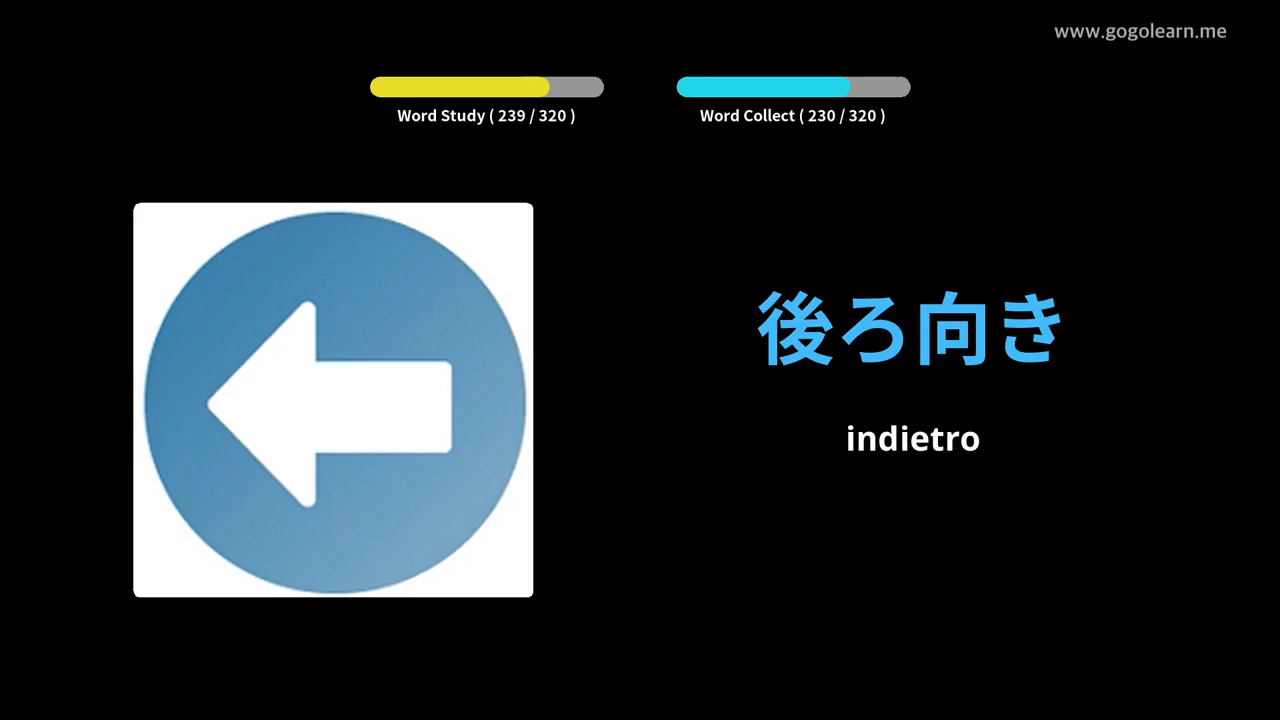 www.gogolearn.me
Word Study ( 239 / 320 )
Word Collect ( 230 / 320 )
後ろ向き
indietro